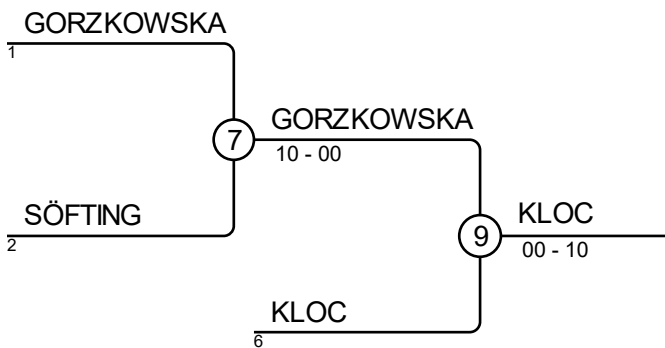 GORZKOWSKA
1
7
GORZKOWSKA
10 - 00
SÖFTING
2
9
KLOC
00 - 10
KLOC
6